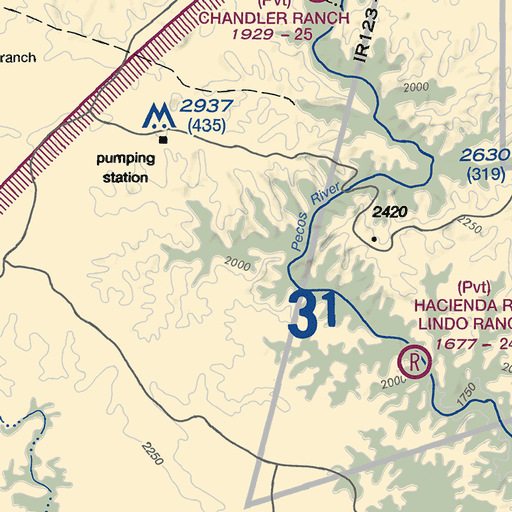 (Pvt)
CHANDLER RANCH
1929 - 25
IR123
ranch
2000
2937
(435)
pumping
station
2630
(319)
Pecos River
2420
2250
2000
31
(Pvt)
HACIENDA R
LINDO RANC
1677 - 24
R
2000
1750
2250